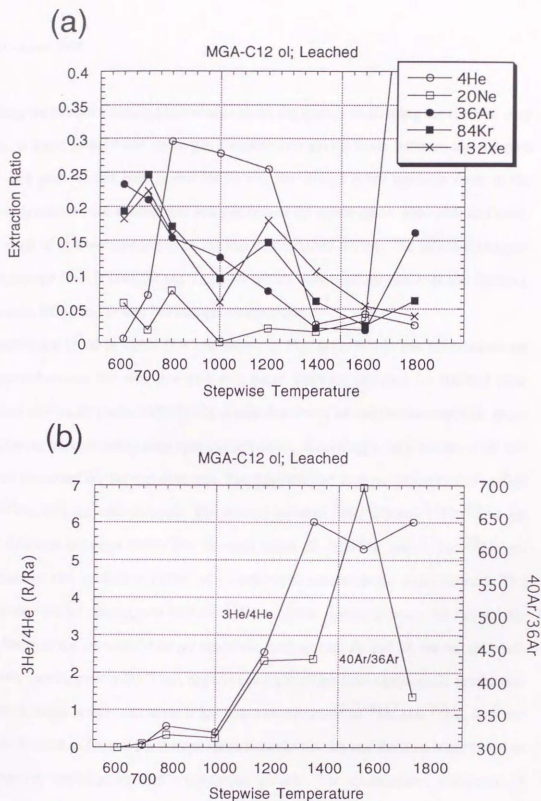 (a)
MGA-C12 ol; Leached
0.4
0.35
0.3
0.25
0.2
0.15
0.1
0.05
Extraction Ratio
4He
20Ne
36Ar
84Kr
132Xe
600 800 1000 1200 1400 1600 1800
700
Stepwise Temperature
(b)
MGA-C12 ol; Leached
7
6
5
4
3
2
1
0
3He/4He (R/Ra)
3He/4He
40Ar/36Ar
700
650
600
550
500
450
400
350
300
40Ar/36Ar
600 800 1000 1200 1400 1600 1800
700
Stepwise Temperature